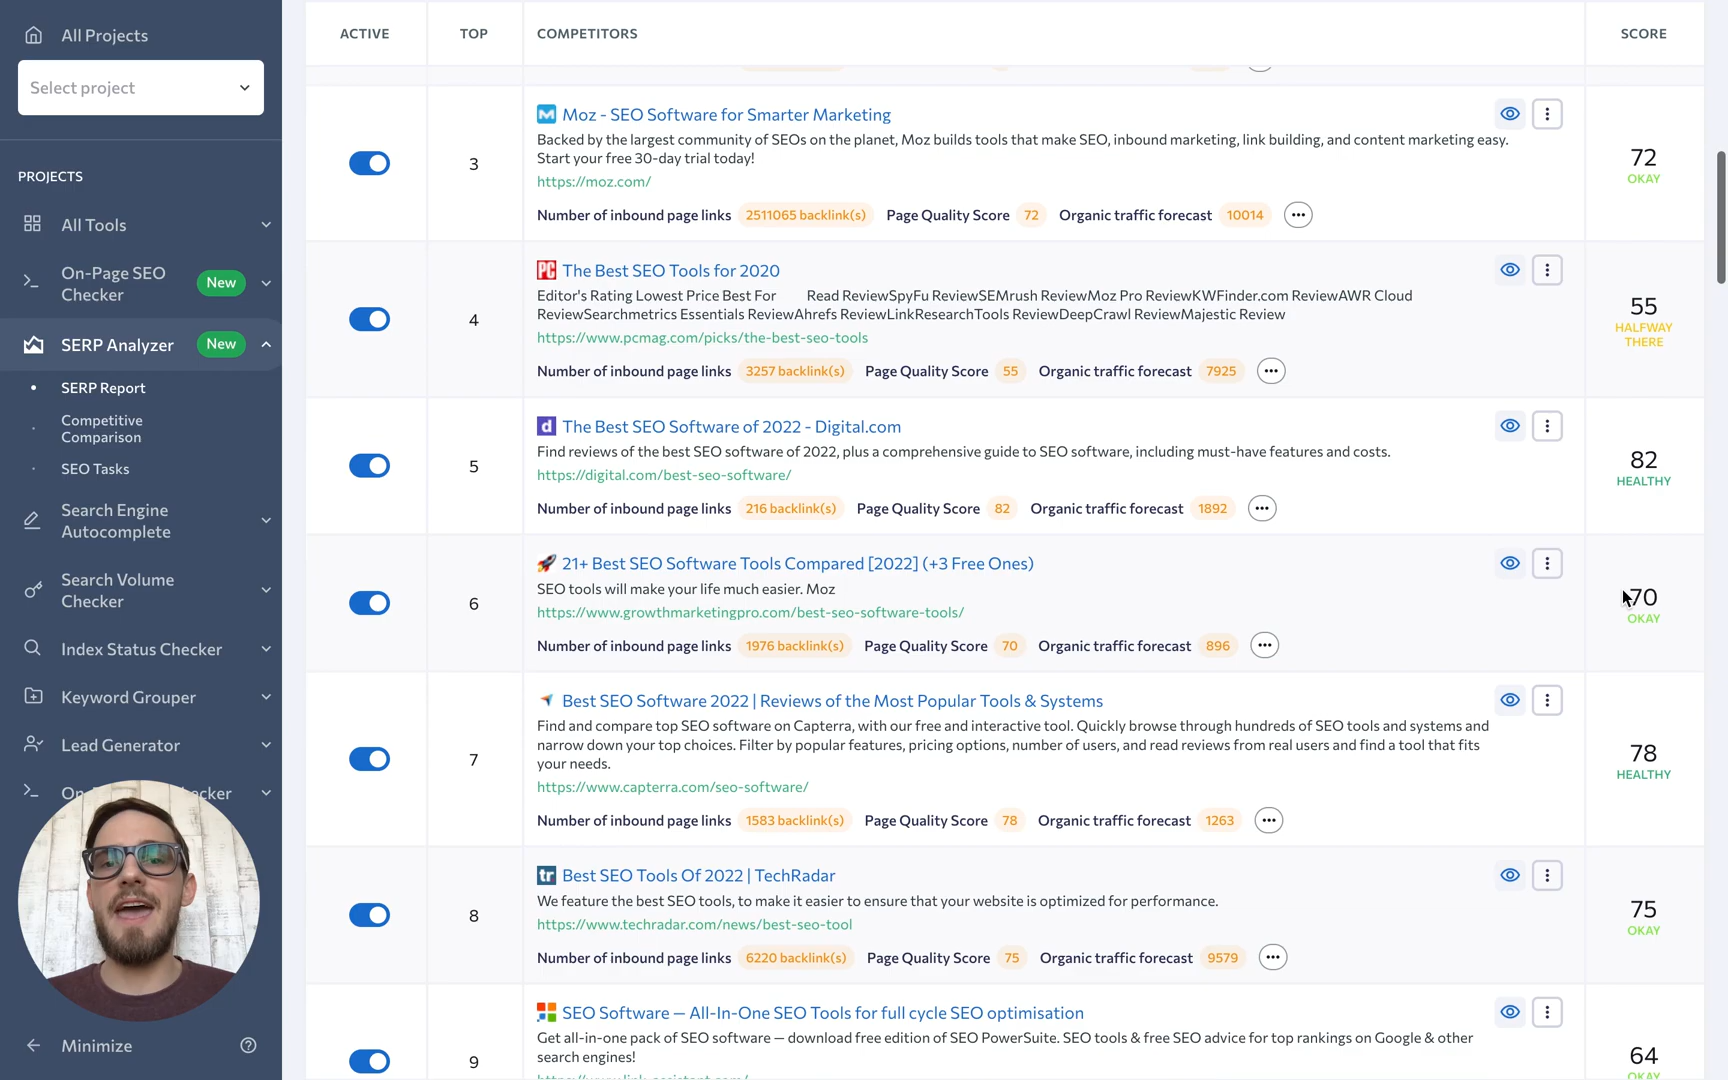 All Projects
Select project
PROJECTS
All Tools
On-Page SEO
Checker
New
SERP Analyzer
New
SERP Report
Competitive
Comparison
SEO Tasks
Search Engine
Autocomplete
Search Volume
Checker
Index Status Checker
Keyword Grouper
Lead Generator
Minimize
ACTIVE
TOP
COMPETITORS
SCORE
3
Moz - SEO Software for Smarter Marketing
Backed by the largest community of SEOs on the planet, Moz builds tools that make SEO, inbound marketing, link building, and content marketing easy.
Start your free 30-day trial today!
https://moz.com/
Number of inbound page links 2511065 backlink(s) Page Quality Score 72 Organic traffic forecast 10014
72
OKAY
4
The Best SEO Tools for 2020
Editor's Rating Lowest Price Best For Read ReviewSpyFu ReviewSEMrush ReviewMoz Pro ReviewKWFinder.com ReviewAWR Cloud
ReviewSearchmetrics Essentials ReviewAhrefs ReviewLinkResearchTools ReviewDeepCrawl ReviewMajestic Review
https://www.pcmag.com/picks/the-best-seo-tools
Number of inbound page links 3257 backlink(s) Page Quality Score 55 Organic traffic forecast 7925
55
HALFWAY
THERE
5
The Best SEO Software of 2022 - Digital.com
Find reviews of the best SEO software of 2022, plus a comprehensive guide to SEO software, including must-have features and costs.
https://digital.com/best-seo-software/
Number of inbound page links 216 backlink(s) Page Quality Score 82 Organic traffic forecast 1892
82
HEALTHY
6
21+ Best SEO Software Tools Compared [2022] (+3 Free Ones)
SEO tools will make your life much easier. Moz
https://www.growthmarketingpro.com/best-seo-software-tools/
Number of inbound page links 1976 backlink(s) Page Quality Score 70 Organic traffic forecast 896
70
OKAY
7
Best SEO Software 2022 | Reviews of the Most Popular Tools & Systems
Find and compare top SEO software on Capterra, with our free and interactive tool. Quickly browse through hundreds of SEO tools and systems and
narrow down your top choices. Filter by popular features, pricing options, number of users, and read reviews from real users and find a tool that fits
your needs.
https://www.capterra.com/seo-software/
Number of inbound page links 1583 backlink(s) Page Quality Score 78 Organic traffic forecast 1263
78
HEALTHY
8
Best SEO Tools Of 2022 | TechRadar
We feature the best SEO tools, to make it easier to ensure that your website is optimized for performance.
https://www.techradar.com/news/best-seo-tool
Number of inbound page links 6220 backlink(s) Page Quality Score 75 Organic traffic forecast 9579
75
OKAY
9
SEO Software — All-In-One SEO Tools for full cycle SEO optimisation
Get all-in-one pack of SEO software — download free edition of SEO PowerSuite. SEO tools & free SEO advice for top rankings on Google & other
search engines!
64
OKAY